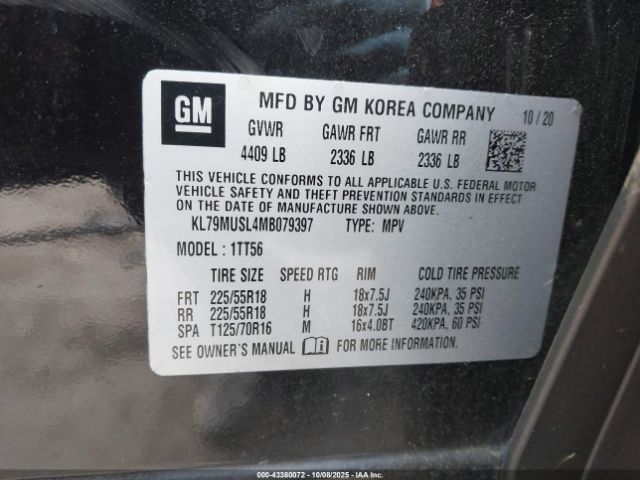 GM MFD BY GM KOREA COMPANY 10/20
GVWR GAWR FRT GAWR RR
4409 LB 2336 LB 2336 LB
THIS VEHICLE CONFORMS TO ALL APPLICABLE U.S. FEDERAL MOTOR
VEHICLE SAFETY AND THEFT PREVENTION STANDARDS IN EFFECT
ON THE DATE OF MANUFACTURE SHOWN ABOVE.
KL79MUSL4MB079397 TYPE: MPV
MODEL: 1TT56
TIRE SIZE SPEED RTG RIM COLD TIRE PRESSURE
FRT 225/55R18 H 18x7.5J 240KPA, 35 PSI
RR 225/55R18 H 18x7.5J 240KPA, 35 PSI
SPA T125/70R16 M 16x4.0BT 420KPA, 60 PSI
SEE OWNER'S MANUAL FOR MORE INFORMATION.
000-43380072 - 10/08/2025 - IAA Inc.